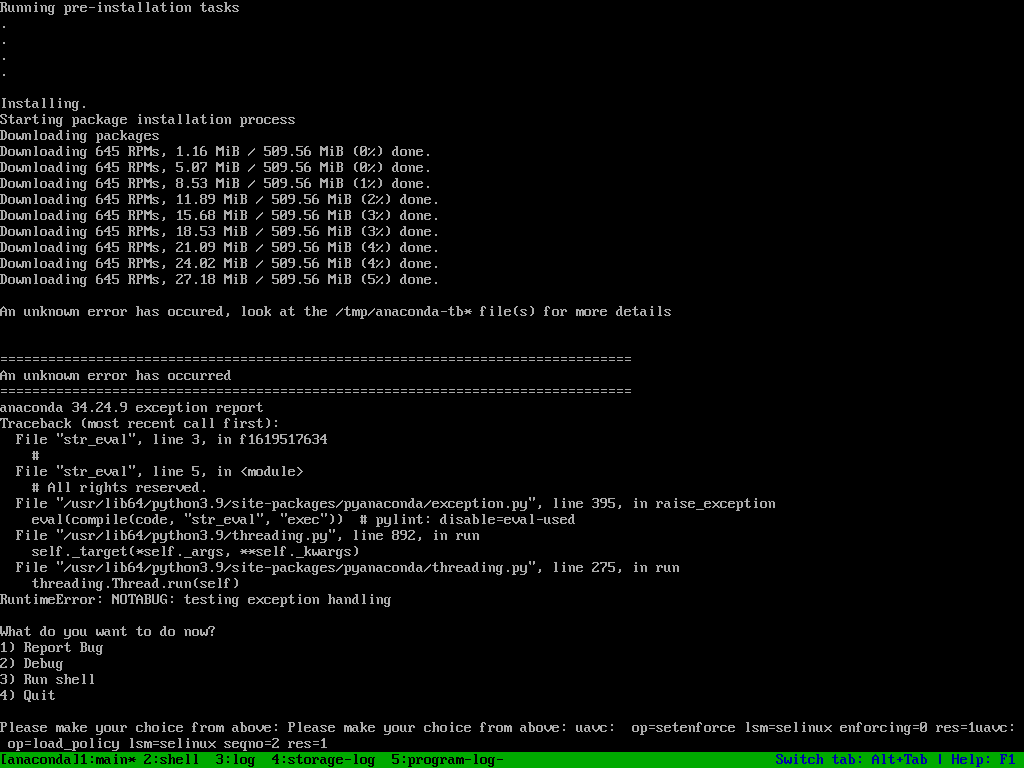 Running pre-installation tasks
.
.
.
.
Installing.
Starting package installation process
Downloading packages
Downloading 645 RPMs, 1.16 MiB / 509.56 MiB (0%) done.
Downloading 645 RPMs, 5.07 MiB / 509.56 MiB (0%) done.
Downloading 645 RPMs, 8.53 MiB / 509.56 MiB (1%) done.
Downloading 645 RPMs, 11.89 MiB / 509.56 MiB (2%) done.
Downloading 645 RPMs, 15.68 MiB / 509.56 MiB (3%) done.
Downloading 645 RPMs, 18.53 MiB / 509.56 MiB (3%) done.
Downloading 645 RPMs, 21.09 MiB / 509.56 MiB (4%) done.
Downloading 645 RPMs, 24.02 MiB / 509.56 MiB (4%) done.
Downloading 645 RPMs, 27.18 MiB / 509.56 MiB (5%) done.
An unknown error has occured, look at the /tmp/anaconda-tb* file(s) for more details
===============================================================================
An unknown error has occurred
===============================================================================
anaconda 34.24.9 exception report
Traceback (most recent call first):
  File "str_eval", line 3, in f1619517634
    #
  File "str_eval", line 5, in <module>
    # All rights reserved.
  File "/usr/lib64/python3.9/site-packages/pyanaconda/exception.py", line 395, in raise_exception
    eval(compile(code, "str_eval", "exec"))  # pylint: disable=eval-used
  File "/usr/lib64/python3.9/threading.py", line 892, in run
    self._target(*self._args, **self._kwargs)
  File "/usr/lib64/python3.9/site-packages/pyanaconda/threading.py", line 275, in run
    threading.Thread.run(self)
RuntimeError: NOTABUG: testing exception handling
What do you want to do now?
1) Report Bug
2) Debug
3) Run shell
4) Quit
Please make your choice from above: Please make your choice from above: uavc:  op=setenforce lsm=selinux enforcing=0 res=1uavc:
 op=load_policy lsm=selinux seqno=2 res=1
[anaconda]1:main* 2:shell  3:log  4:storage-log  5:program-log- Switch tab: Alt+Tab | Help: F1